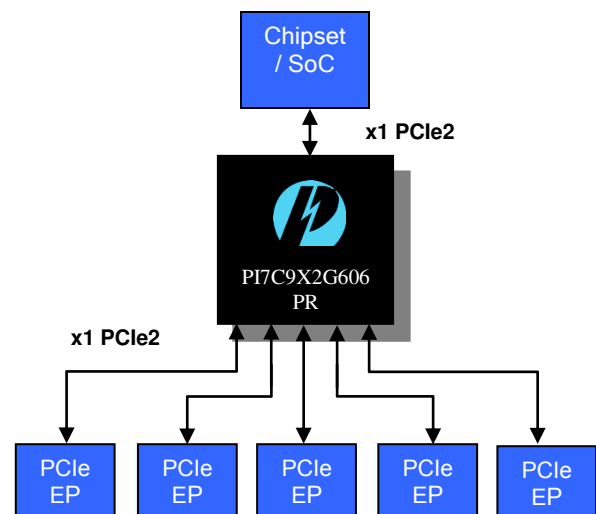 Chipset
/ SoC
x1 PCIe2
PI7C9X2G606
PR
x1 PCIe2
PCIe
EP
PCIe
EP
PCIe
EP
PCIe
EP
PCIe
EP